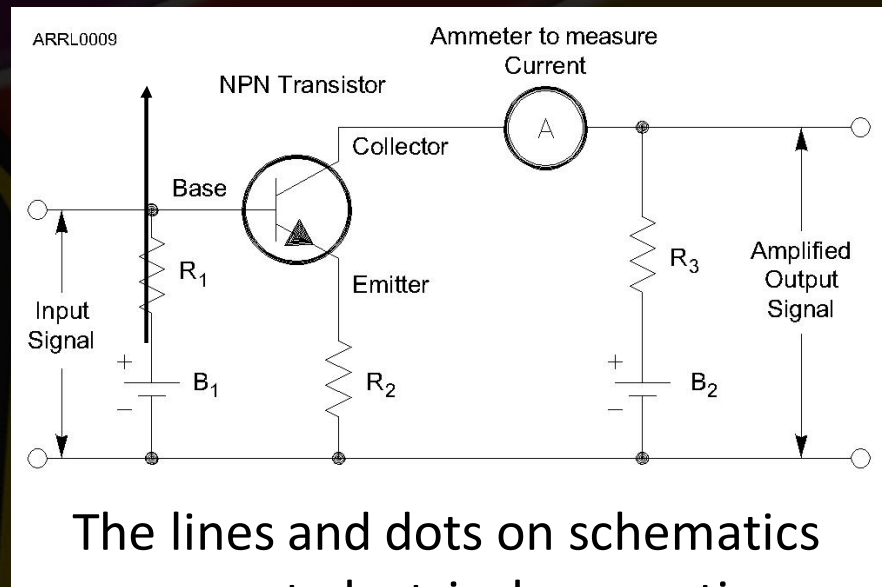 ARRL0009
Ammeter to measure
Current
NPN Transistor
A
Collector
Base
R1
R3
Amplified
Output
Signal
Emitter
Input
Signal
+
B1
−
R2
+
B2
−
The lines and dots on schematics